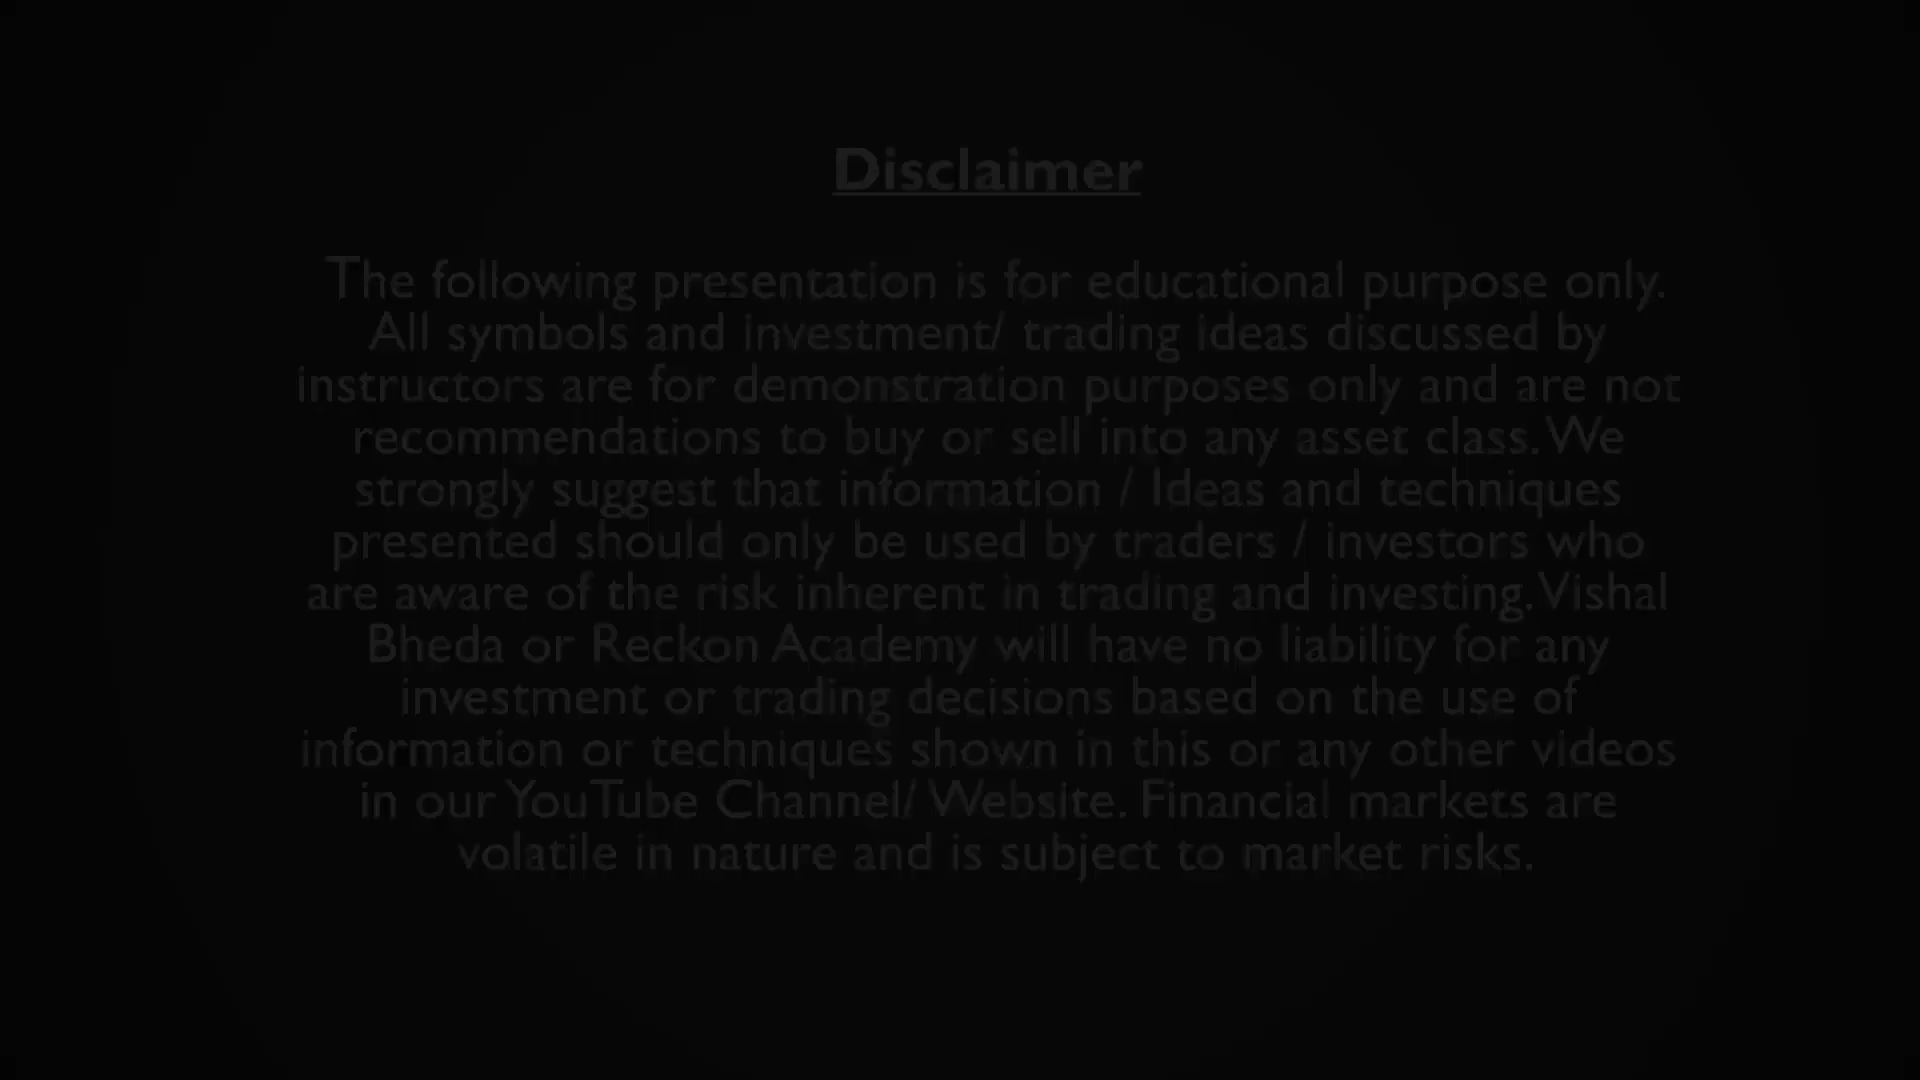 Disclaimer
The following presentation is for educational purpose only.
All symbols and investment/ trading ideas discussed by
instructors are for demonstration purposes only and are not
recommendations to buy or sell into any asset class. We
strongly suggest that information / Ideas and techniques
presented should only be used by traders / investors who
are aware of the risk inherent in trading and investing. Vishal
Bheda or Reckon Academy will have no liability for any
investment or trading decisions based on the use of
information or techniques shown in this or any other videos
in our YouTube Channel/ Website. Financial markets are
volatile in nature and is subject to market risks.